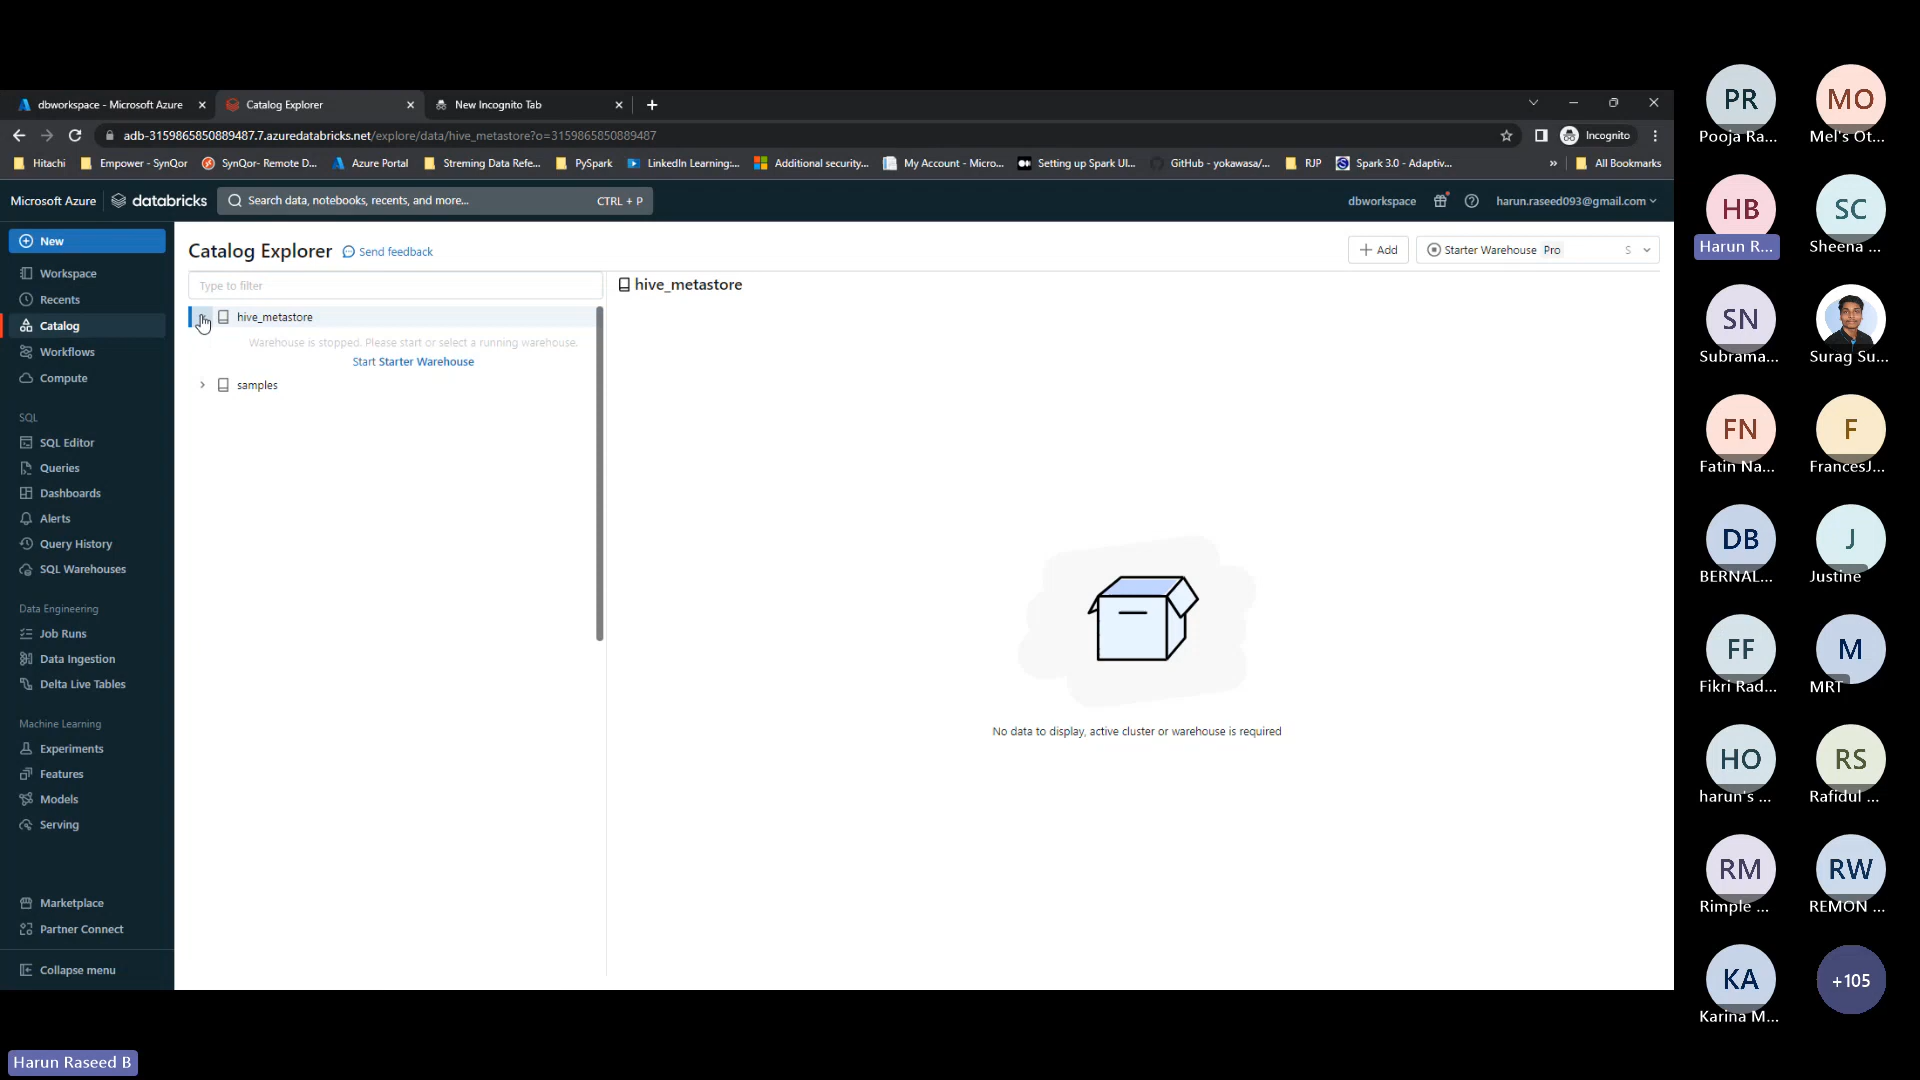 dbworkspace - Microsoft Azure
Catalog Explorer
New Incognito Tab
adb-3159865850889487.7.azuredatabricks.net/explore/data/hive_metastore?o=3159865850889487
Incognito
Hitachi
Empower - SynQor
SynQor- Remote D...
Azure Portal
Streming Data Refe...
PySpark
LinkedIn Learning:...
Additional security...
My Account - Micro...
Setting up Spark UI...
GitHub - yokawasa/...
RJP
Spark 3.0 - Adaptiv...
»
All Bookmarks
Microsoft Azure
databricks
Search data, notebooks, recents, and more...
CTRL + P
dbworkspace
harun.raseed093@gmail.com
New
Workspace
Recents
Catalog
Workflows
Compute
SQL
SQL Editor
Queries
Dashboards
Alerts
Query History
SQL Warehouses
Data Engineering
Job Runs
Data Ingestion
Delta Live Tables
Machine Learning
Experiments
Features
Models
Serving
Marketplace
Partner Connect
Collapse menu
Catalog Explorer
Send feedback
+ Add
Starter Warehouse Pro S
Type to filter
hive_metastore
Warehouse is stopped. Please start or select a running warehouse.
Start Starter Warehouse
samples
hive_metastore
No data to display, active cluster or warehouse is required
PR
Pooja Ra...
MO
Mel's Ot...
HB
Harun R...
SC
Sheena ...
SN
Subrama...
Surag Su...
FN
Fatin Na...
F
FrancesJ...
DB
BERNAL...
J
Justine
FF
Fikri Rad...
M
MRT
HO
harun's ...
RS
Rafidul ...
RM
Rimple ...
RW
REMON ...
KA
Karina M...
+105
Harun Raseed B